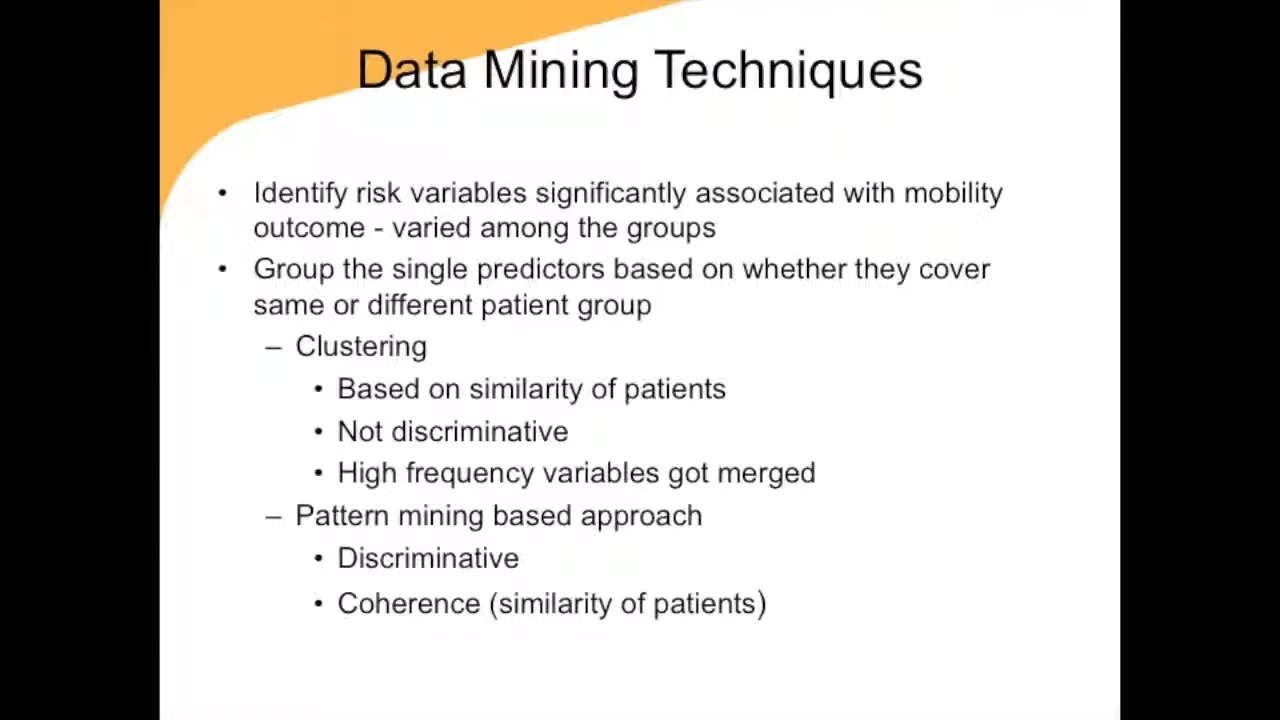 Data Mining Techniques
• Identify risk variables significantly associated with mobility
outcome - varied among the groups
• Group the single predictors based on whether they cover
same or different patient group
– Clustering
• Based on similarity of patients
• Not discriminative
• High frequency variables got merged
– Pattern mining based approach
• Discriminative
• Coherence (similarity of patients)